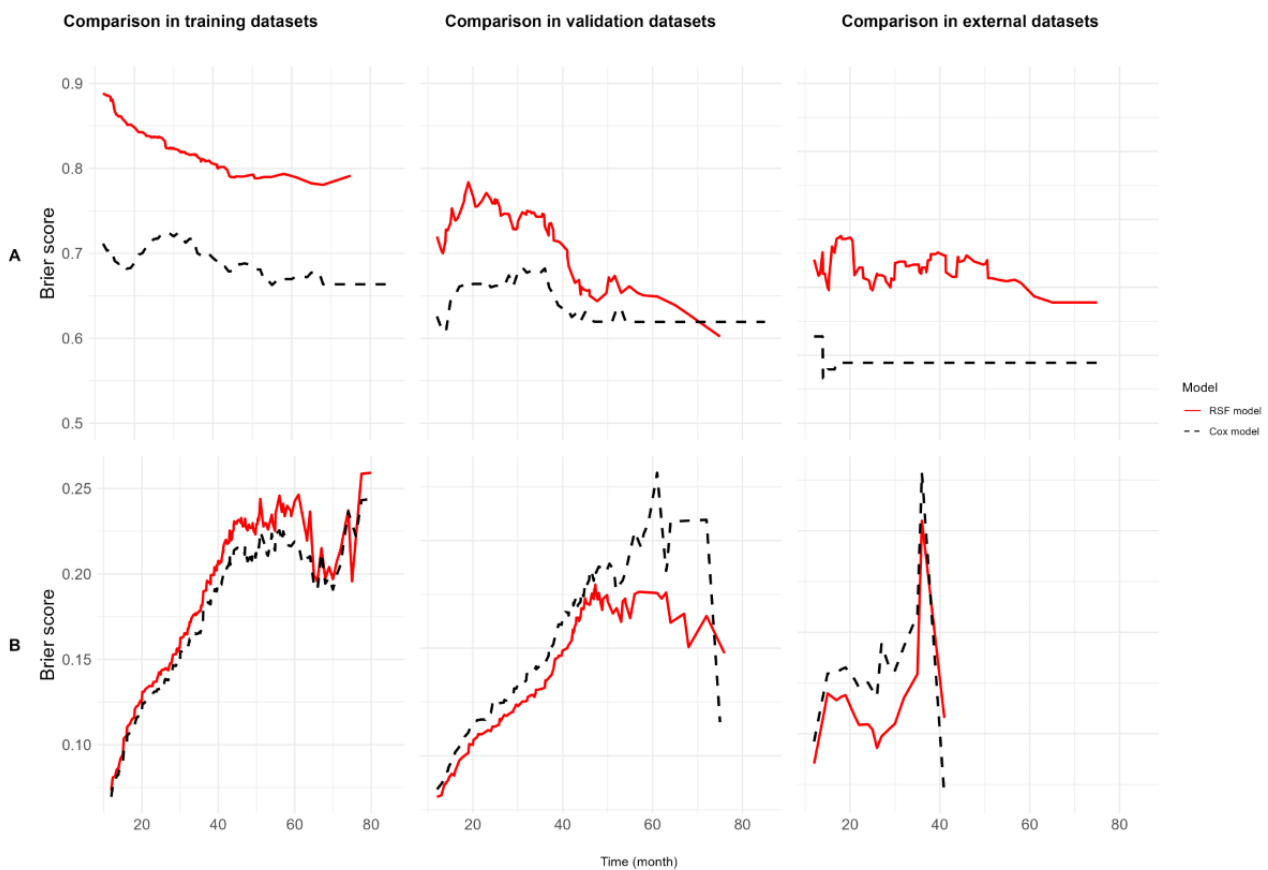 Comparison in training datasets
Comparison in validation datasets
Comparison in external datasets
A
Brier score
0.9
0.8
0.7
0.6
0.5
Model
RSF model
Cox model
B
Brier score
0.25
0.20
0.15
0.10
20 40 60 80
20 40 60 80
20 40 60 80
Time (month)